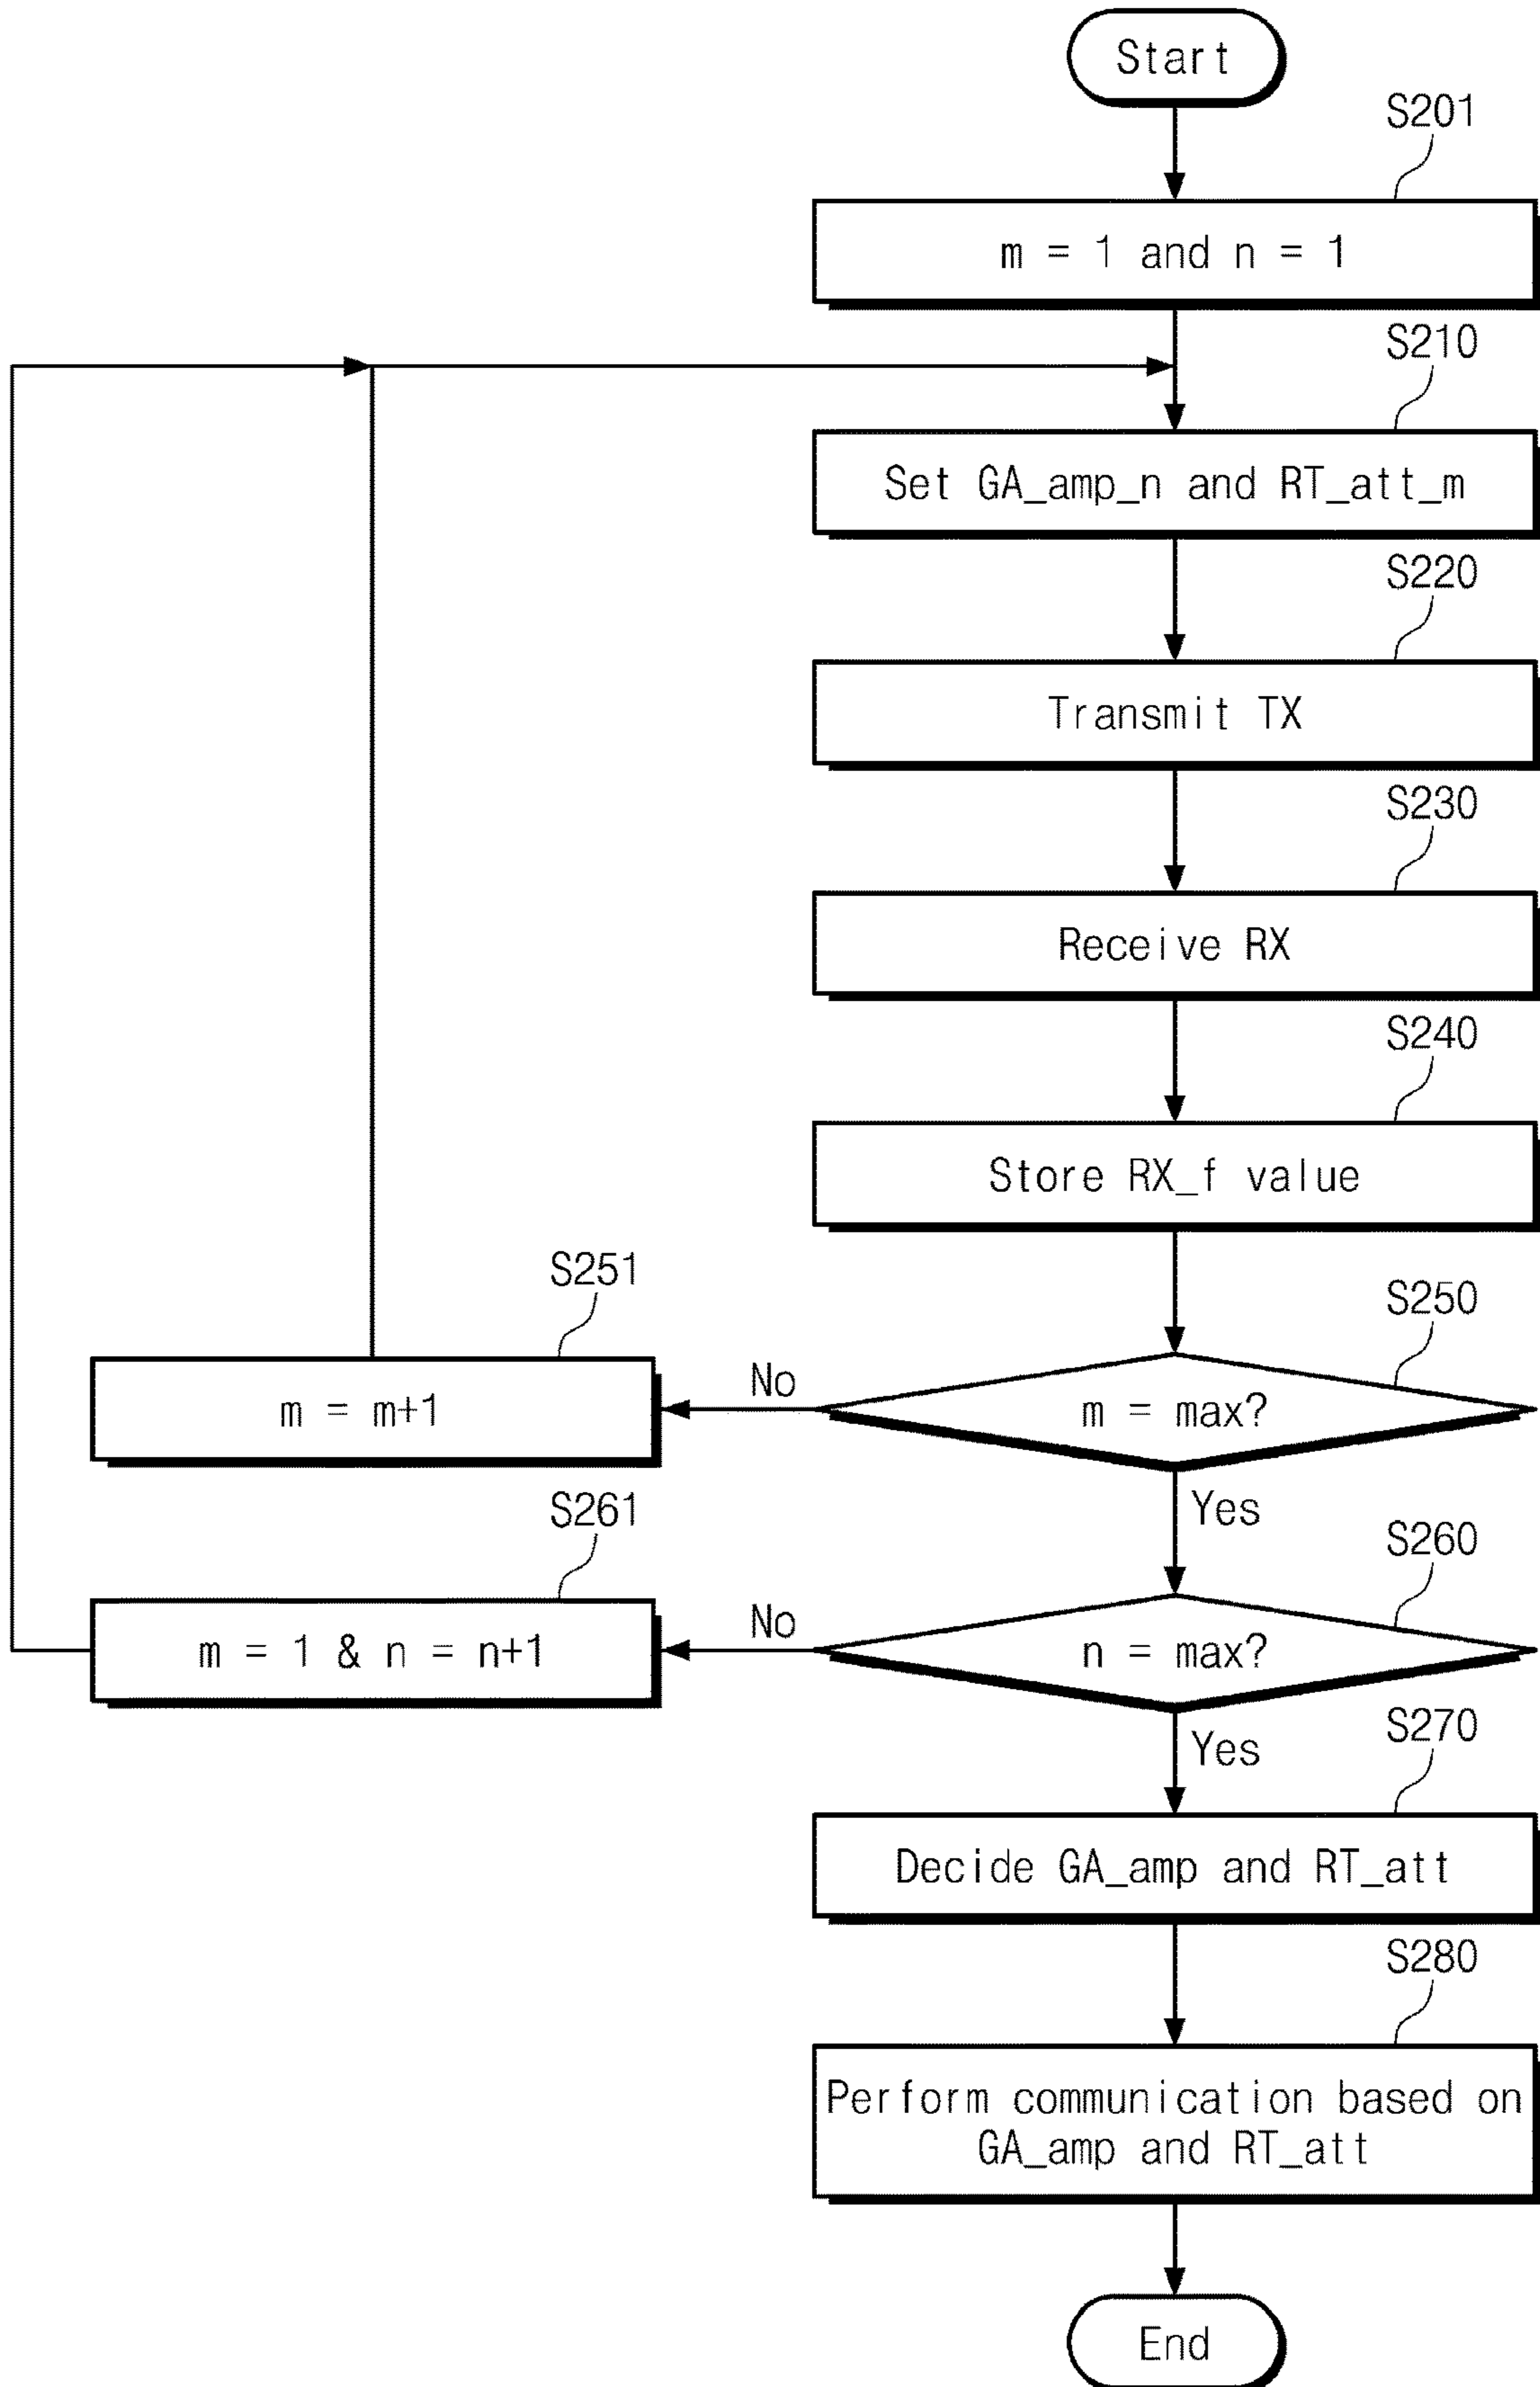 Start
S201
m = 1 and n = 1
S210
Set GA_amp_n and RT_att_m
S220
Transmit TX
S230
Receive RX
S240
Store RX_f value
S251
S250
m = m+1
No
m = max?
Yes
S261
S260
m = 1 & n = n+1
No
n = max?
Yes
S270
Decide GA_amp and RT_att
S280
Perform communication based on
GA_amp and RT_att
End